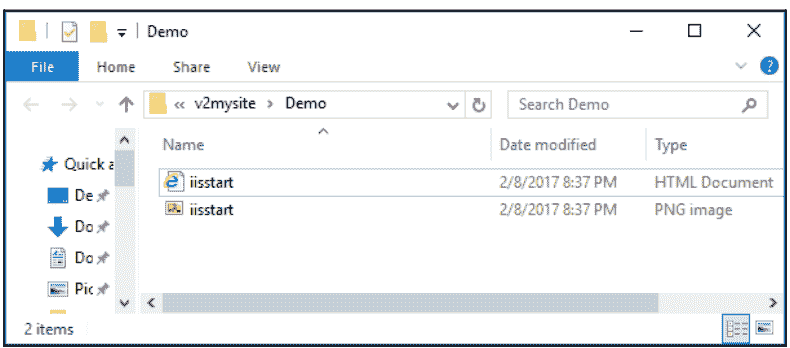 Demo
File Home Share View
« v2mysite > Demo Search Demo
Name Date modified Type
Quick a
iisstart 2/8/2017 8:37 PM HTML Document
De
iisstart 2/8/2017 8:37 PM PNG image
Do
Do
Pic
2 items